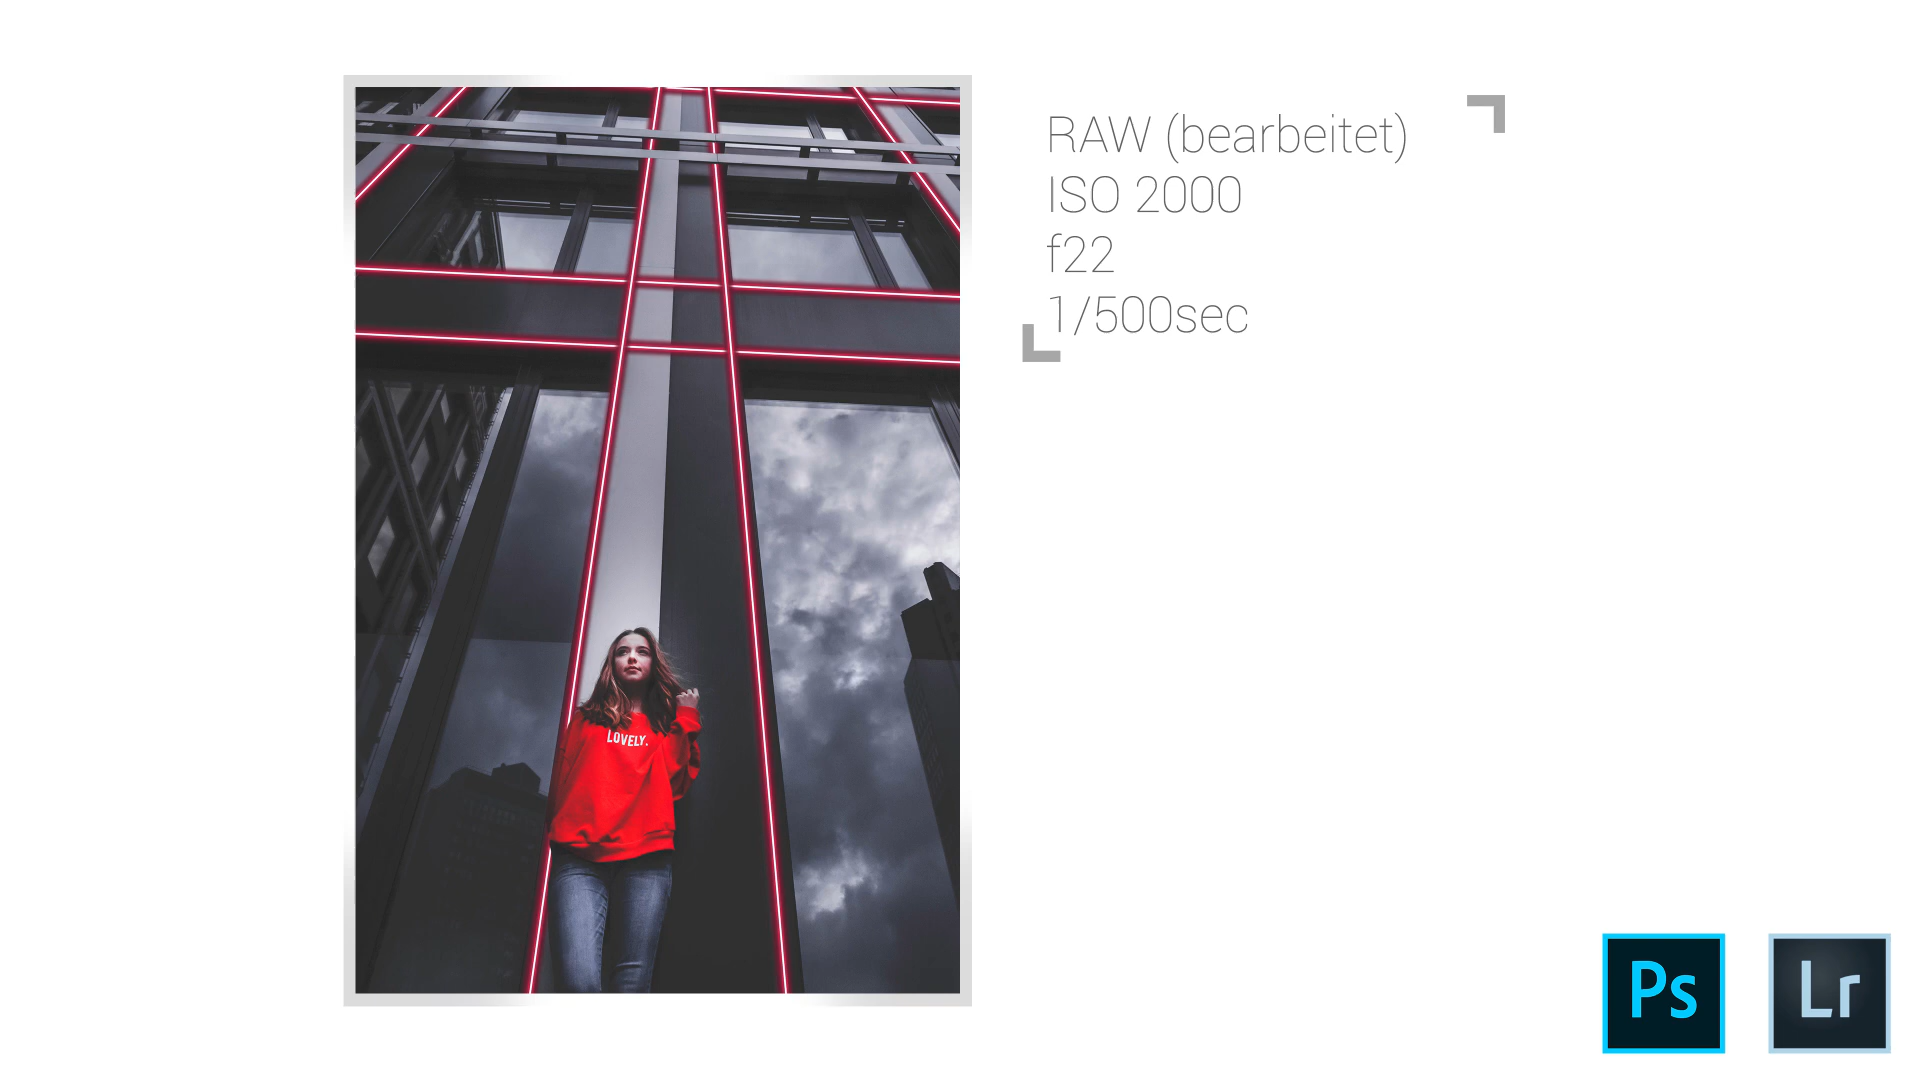 RAW (bearbeitet)
ISO 2000
f22
1/500sec
LOVELY.
Ps
Lr